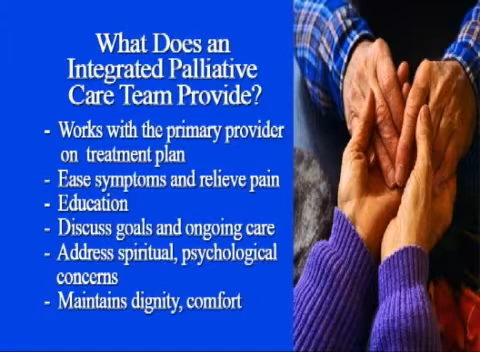 What Does an
Integrated Palliative
Care Team Provide?
- Works with the primary provider
on treatment plan
- Ease symptoms and relieve pain
- Education
- Discuss goals and ongoing care
- Address spiritual, psychological
concerns
- Maintains dignity, comfort